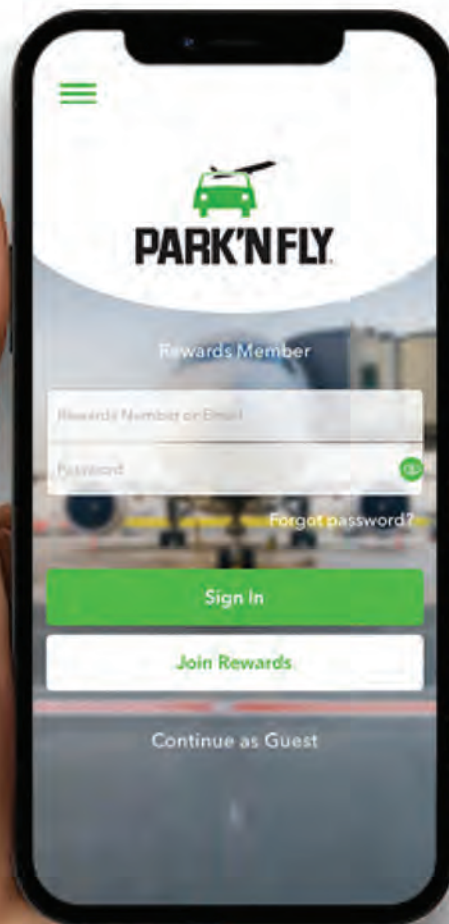 PARK'N FLY
Rewards Member
Rewards Number or Email
Password
Forgot password?
Sign In
Join Rewards
Continue as Guest